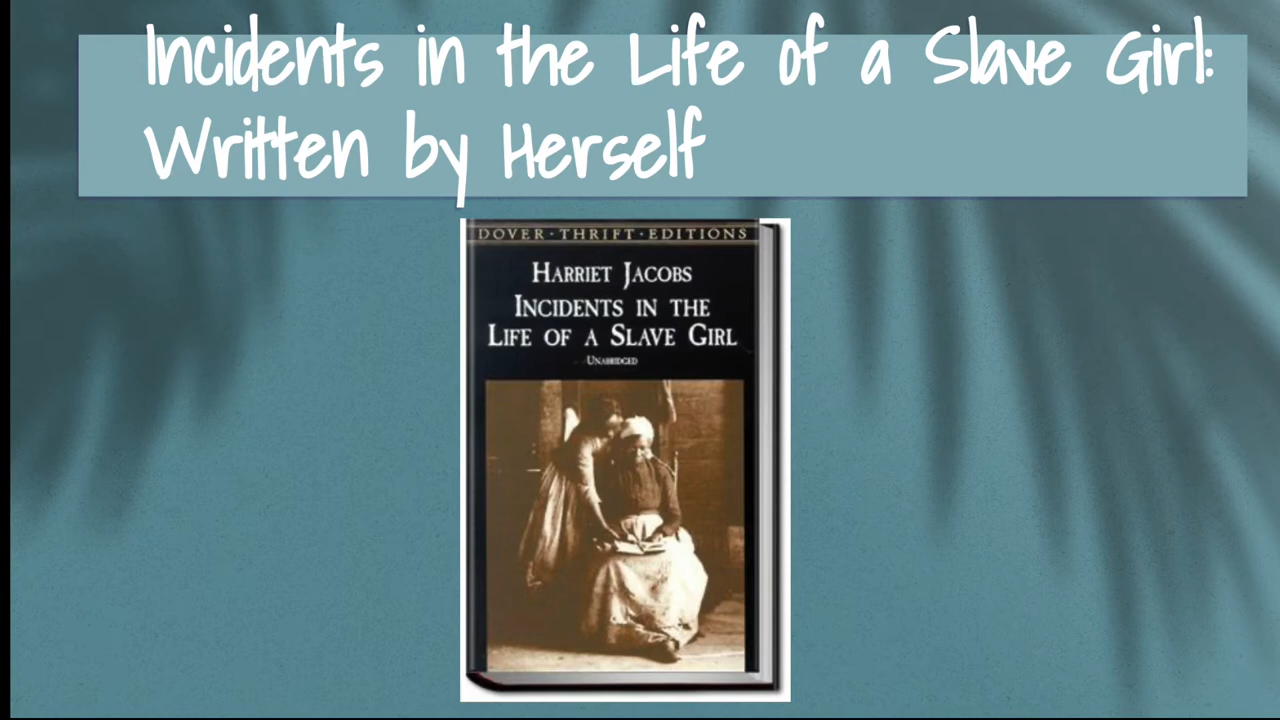 Incidents in the Life of a Slave Girl:
Written by Herself
DOVER · THRIFT · EDITIONS
HARRIET JACOBS
INCIDENTS IN THE
LIFE OF A SLAVE GIRL
UNABRIDGED